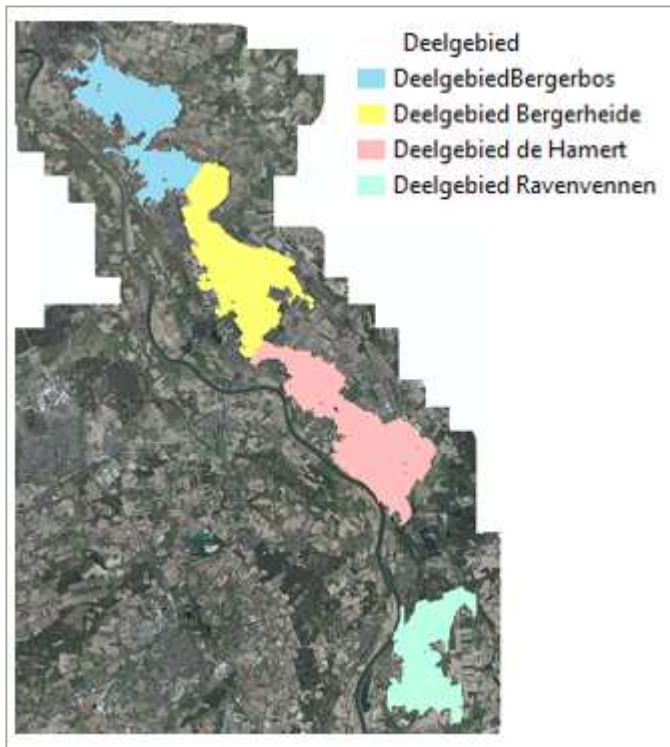 Deelgebied
DeelgebiedBergerbos
Deelgebied Bergerheide
Deelgebied de Hamert
Deelgebied Ravenvennen